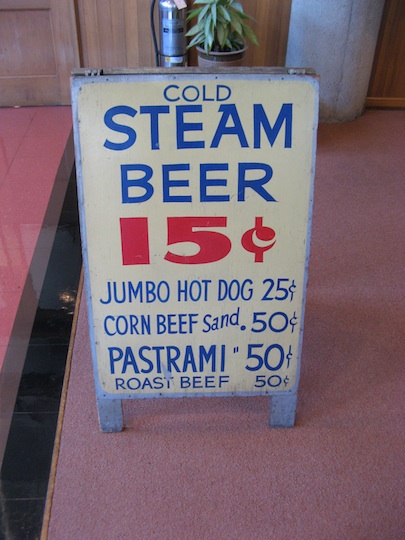 COLD
STEAM
BEER
15¢
JUMBO HOT DOG 25¢
CORN BEEF Sand. 50¢
PASTRAMI " 50¢
ROAST BEEF 50¢